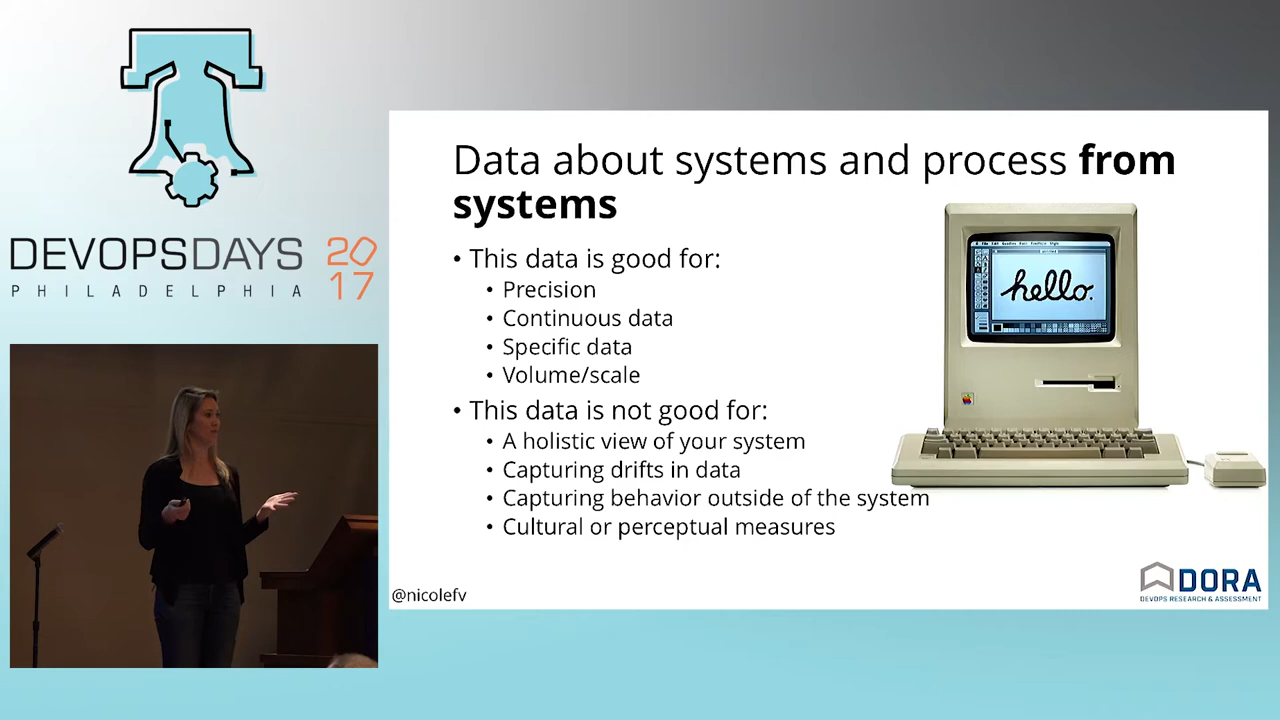 DEVOPSDAYS 2017
PHILADELPHIA
Data about systems and process from
systems
• This data is good for:
• Precision
• Continuous data
• Specific data
• Volume/scale
• This data is not good for:
• A holistic view of your system
• Capturing drifts in data
• Capturing behavior outside of the system
• Cultural or perceptual measures
hello.
@nicolefv
DORA
DEVOPS RESEARCH & ASSESSMENT